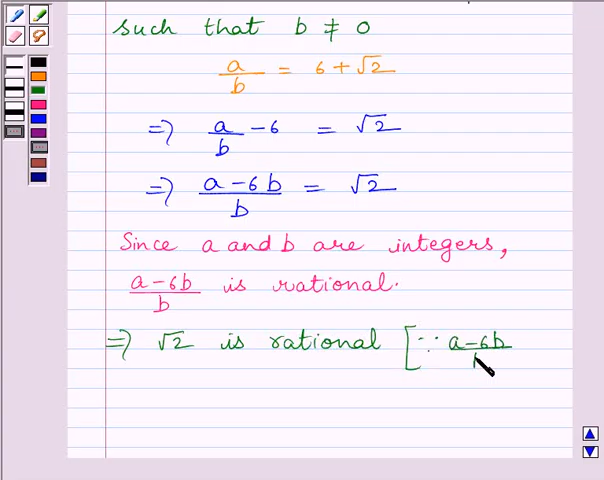 such that b ≠ 0
a/b = 6 + √2
⇒ a/b - 6 = √2
⇒ (a - 6b)/b = √2
Since a and b are integers,
(a - 6b)/b is rational.
⇒ √2 is rational [∵ (a - 6b)/